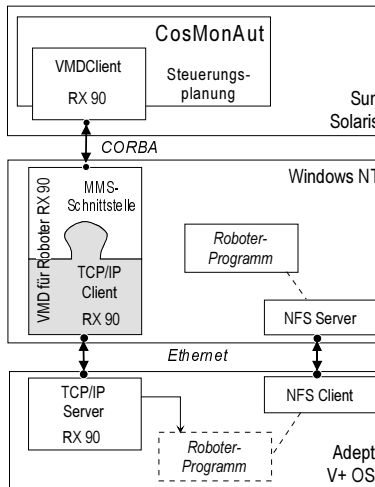 CosMonAut
VMDClient
RX 90
Steuerungs-
planung
Sun
Solaris
CORBA
Windows NT
VMD für Roboter RX 90
MMS-
Schnittstelle
TCP/IP
Client
RX 90
Roboter-
Programm
NFS Server
Ethernet
TCP/IP
Server
RX 90
NFS Client
Roboter-
Programm
Adept
V+ OS